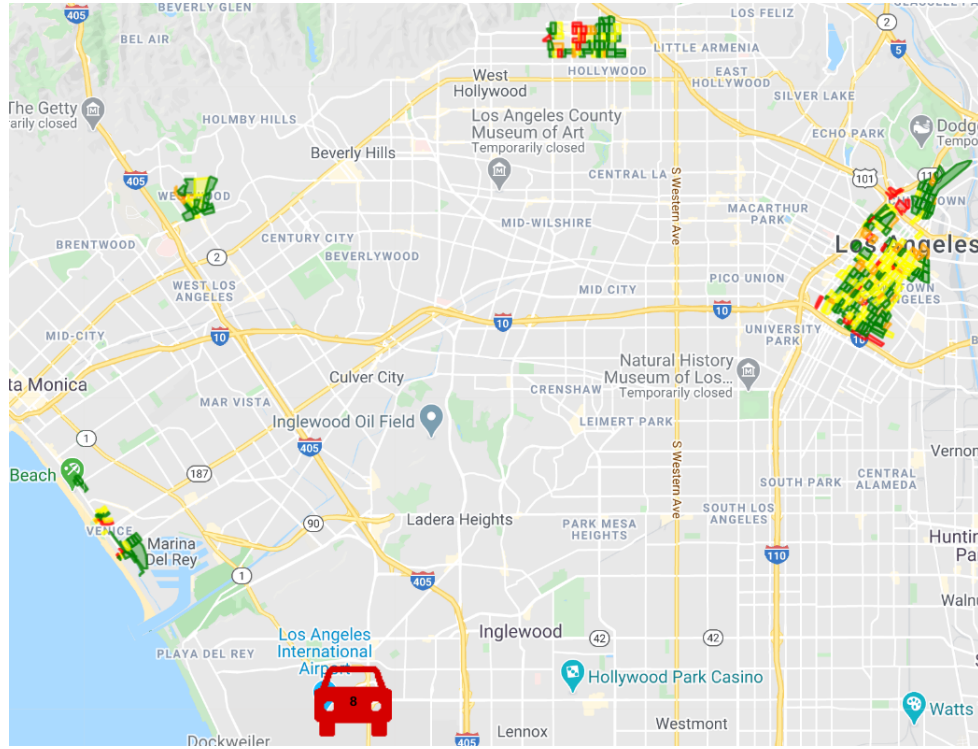 BEVERLY GLEN
405
BEL AIR
LOS FELIZ
2
5
LITTLE ARMENIA
HOLLYWOOD
West
Hollywood
EAST
HOLLYWOOD
SILVER LAKE
The Getty
rarily closed
HOLMBY HILLS
Los Angeles County
Museum of Art
Temporarily closed
ECHO PARK
Dodg
Tempo
Beverly Hills
405
CENTRAL LA
S Western Ave
101
110
MACARTHUR
PARK
MID-WILSHIRE
BRENTWOOD
CENTURY CITY
2
BEVERLYWOOD
Los Angeles
WEST LOS
ANGELES
PICO UNION
MID CITY
10
10
10
MID-CITY
UNIVERSITY
PARK
10
ta Monica
Culver City
Natural History
Museum of Los...
Temporarily closed
CRENSHAW
MAR VISTA
Inglewood Oil Field
LEIMERT PARK
1
405
S Western Ave
Vernon
Beach
187
SOUTH PARK
CENTRAL
ALAMEDA
90
Ladera Heights
PARK MESA
HEIGHTS
SOUTH LOS
ANGELES
VENICE
Marina
Del Rey
Huntin
Pa
110
1
405
Walnu
Los Angeles
International
Airport
Inglewood
42
42
PLAYA DEL REY
Hollywood Park Casino
8
Watts
Westmont
Lennox
405
Dockweiler